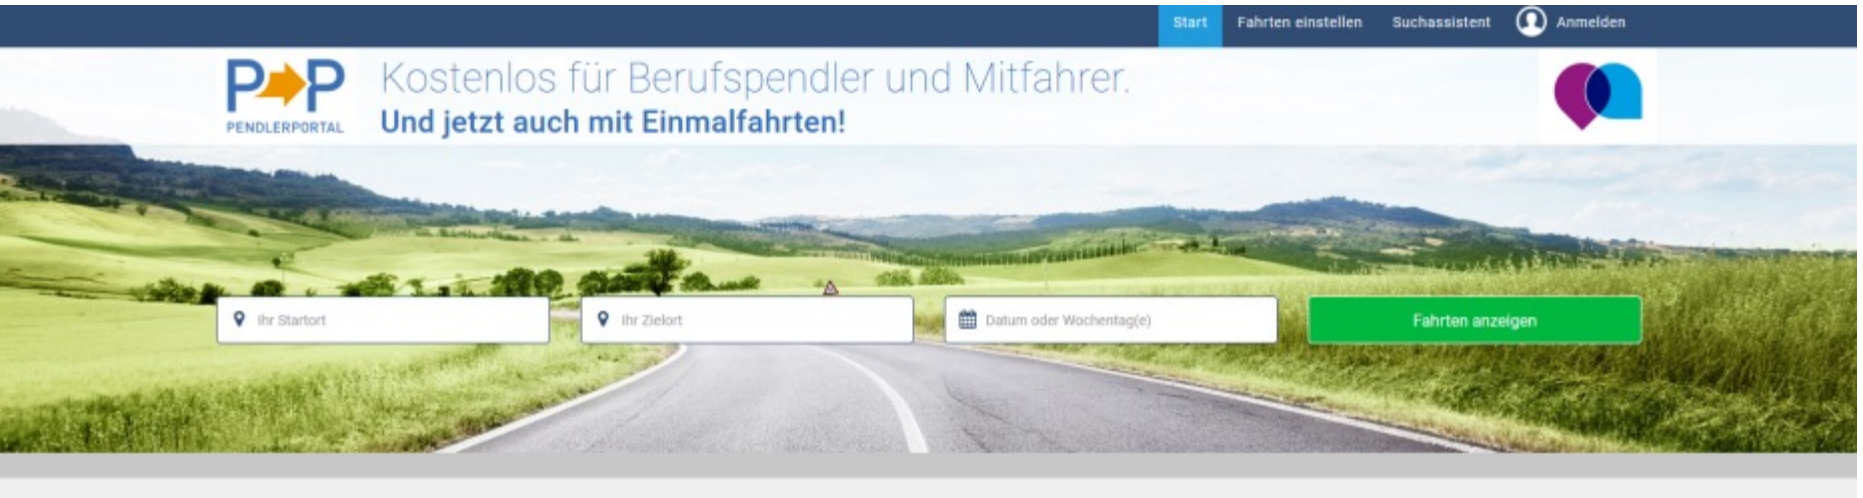 Start Fahrten einstellen Suchassistent Anmelden
P P
PENDLERPORTAL
Kostenlos für Berufspendler und Mitfahrer.
Und jetzt auch mit Einmalfahrten!
Ihr Startort
Ihr Zielort
Datum oder Wochentag(e)
Fahrten anzeigen